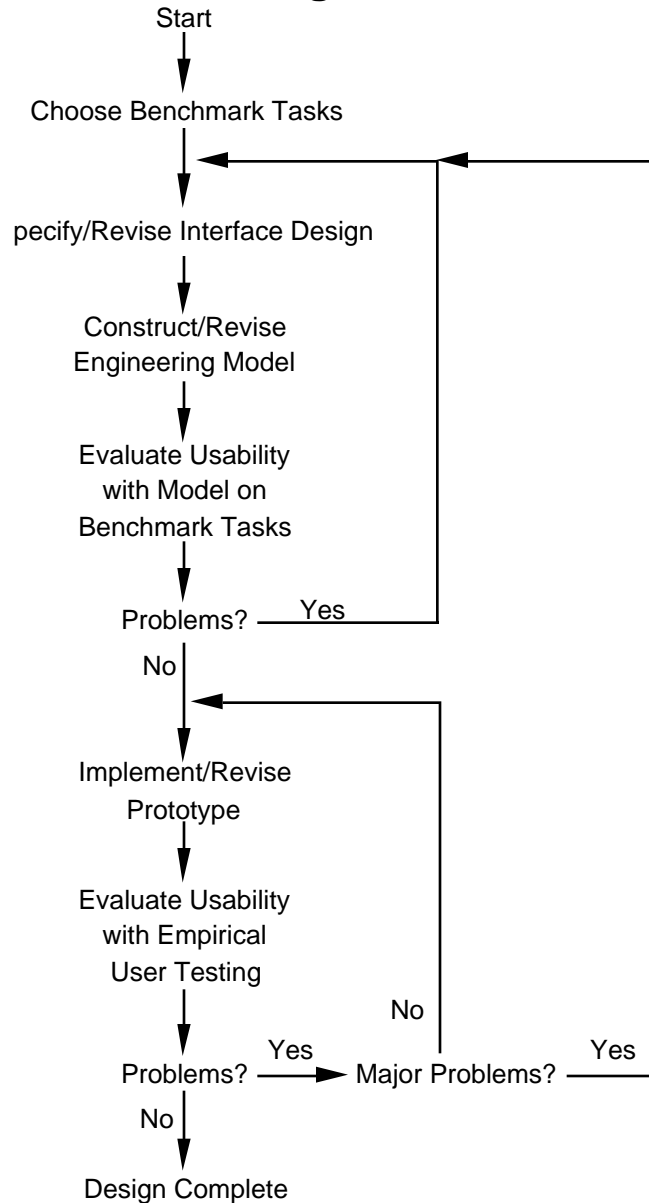 Start
Choose Benchmark Tasks
pecify/Revise Interface Design
Construct/Revise
Engineering Model
Evaluate Usability
with Model on
Benchmark Tasks
Problems?
Yes
No
Implement/Revise
Prototype
Evaluate Usability
with Empirical
User Testing
No
Problems?
Yes
Major Problems?
Yes
No
Design Complete